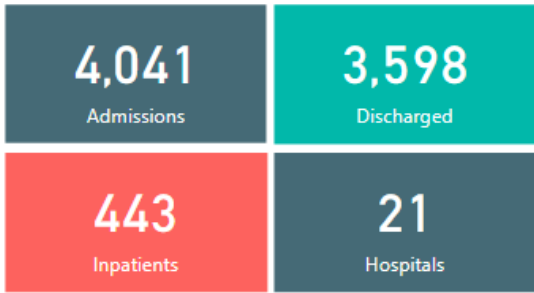 4,041
Admissions
3,598
Discharged
443
Inpatients
21
Hospitals